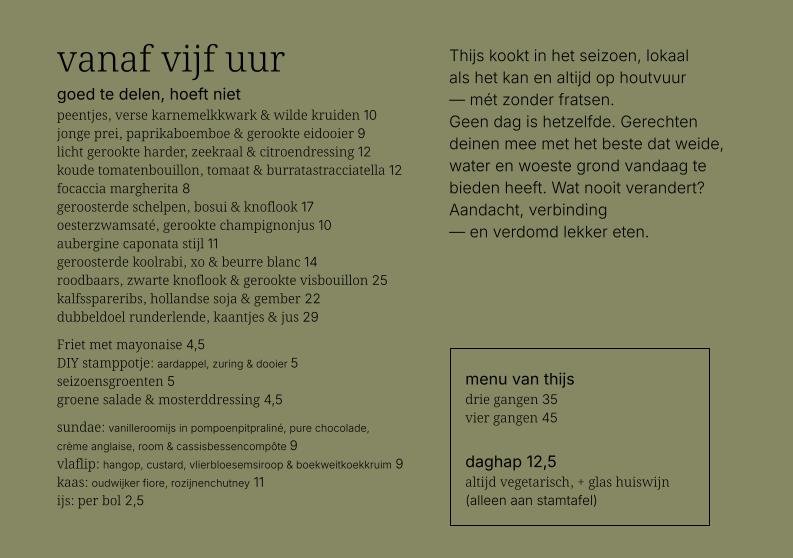 vanaf vijf uur
goed te delen, hoeft niet
peentjes, verse karnemelkkwark & wilde kruiden 10
jonge prei, paprikaboemboe & gerookte eidooier 9
licht gerookte harder, zeekraal & citroendressing 12
koude tomatenbouillon, tomaat & burratastracciatella 12
focaccia margherita 8
geroosterde schelpen, bosui & knoflook 17
oesterzwamsaté, gerookte champignonjus 10
aubergine caponata stijl 11
geroosterde koolrabi, xo & beurre blanc 14
roodbaars, zwarte knoflook & gerookte visbouillon 25
kalfsspareribs, hollandse soja & gember 22
dubbeldoel runderlende, kaantjes & jus 29
Friet met mayonaise 4,5
DIY stamppotje: aardappel, zuring & dooier 5
seizoensgroenten 5
groene salade & mosterddressing 4,5
sundae: vanilleroomijs in pompoenpitpraliné, pure chocolade,
crème anglaise, room & cassisbessencompôte 9
vlaflip: hangop, custard, vlierbloesemsiroop & boekweitkoekkruim 9
kaas: oudwijker fiore, rozijnenchutney 11
ijs: per bol 2,5
Thijs kookt in het seizoen, lokaal
als het kan en altijd op houtvuur
— mét zonder fratsen.
Geen dag is hetzelfde. Gerechten
deinen mee met het beste dat weide,
water en woeste grond vandaag te
bieden heeft. Wat nooit verandert?
Aandacht, verbinding
— en verdomd lekker eten.
menu van thijs
drie gangen 35
vier gangen 45
daghap 12,5
altijd vegetarisch, + glas huiswijn
(alleen aan stamtafel)